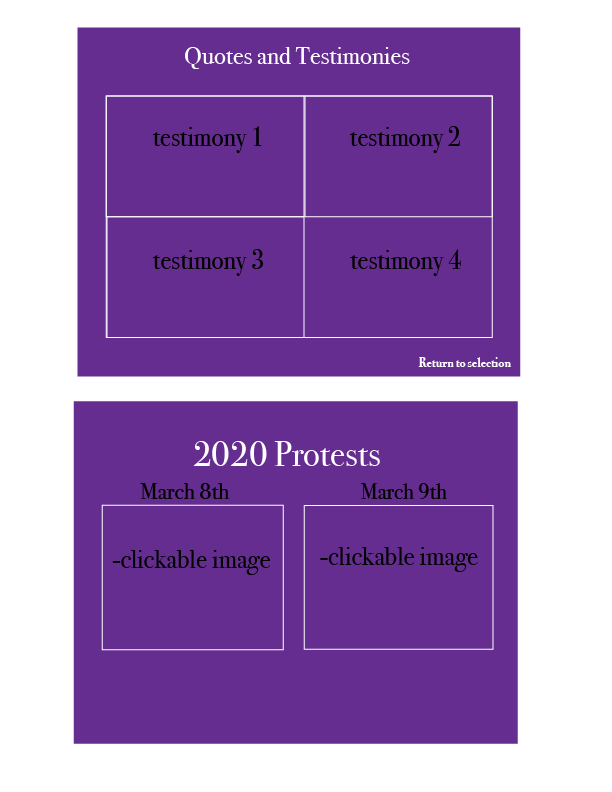 Quotes and Testimonies
testimony 1 testimony 2
testimony 3 testimony 4
Return to selection
2020 Protests
March 8th March 9th
-clickable image -clickable image